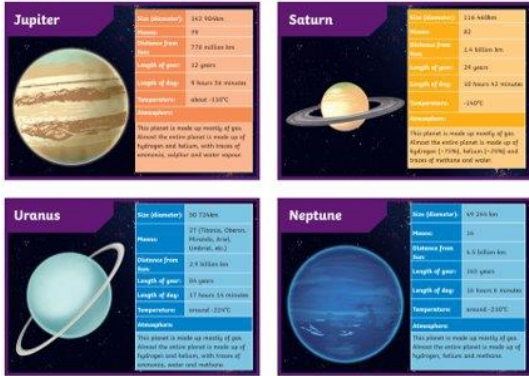 Jupiter
Size (diameter): 142 984km
Moons: 79
Distance from
Sun: 778 million km
Length of year: 12 years
Length of day: 9 hours 56 minutes
Temperature: about -110°C
Atmosphere:
This planet is made up mostly of gas.
Almost the entire planet is made up of
hydrogen and helium, with traces of
ammonia, sulphur and water vapour.
Saturn
Size (diameter): 116 460km
Moons: 82
Distance from
Sun: 1.4 billion km
Length of year: 29 years
Length of day: 10 hours 42 minutes
Temperature: -140°C
Atmosphere:
This planet is made up mostly of gas.
Almost the entire planet is made up of
hydrogen (~75%), helium (~25%) and
traces of methane and water.
Uranus
Size (diameter): 50 724km
Moons: 27 (Titania, Oberon,
Miranda, Ariel,
Umbriel, etc.)
Distance from
Sun: 2.9 billion km
Length of year: 84 years
Length of day: 17 hours 14 minutes
Temperature: around -224°C
Atmosphere:
This planet is made up mostly of gas.
Almost the entire planet is made up of
hydrogen and helium, with traces of
ammonia, water and methane.
Neptune
Size (diameter): 49 244 km
Moons: 14
Distance from
Sun: 4.5 billion km
Length of year: 165 years
Length of day: 16 hours 6 minutes
Temperature: around -210°C
Atmosphere:
This planet is made up mostly of gas.
Almost the entire planet is made up of
hydrogen, helium and methane.